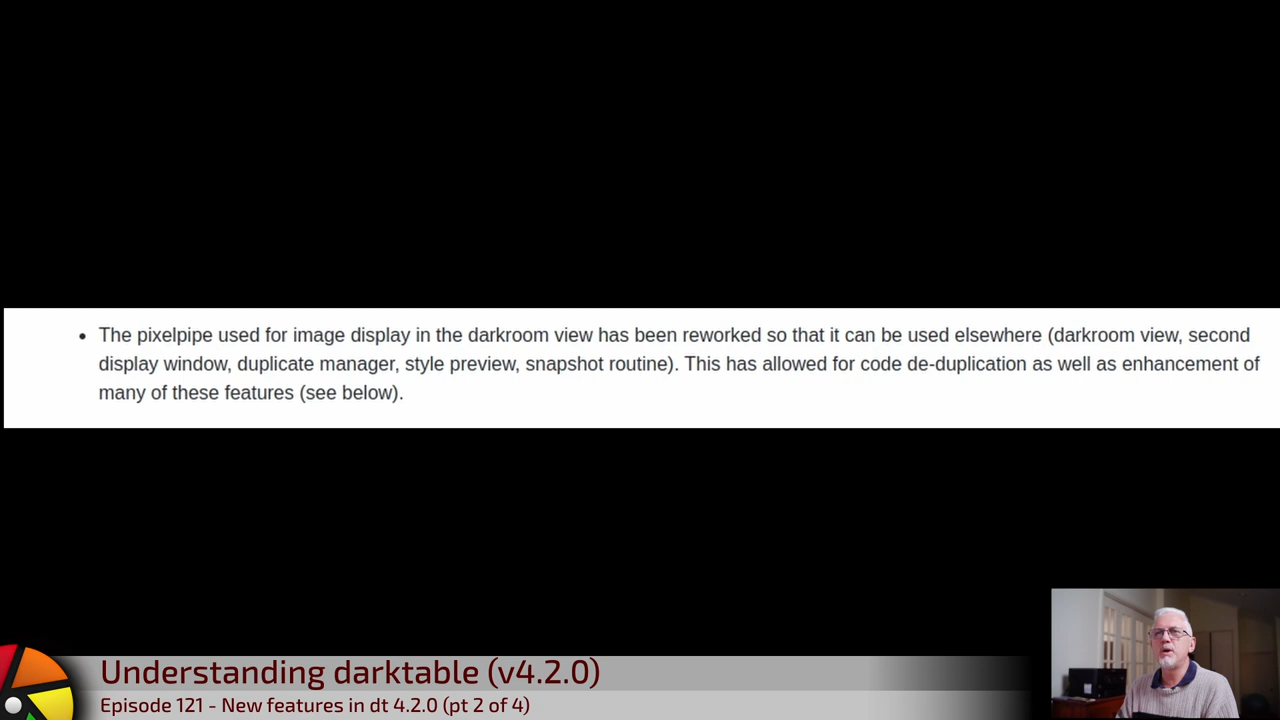 • The pixelpipe used for image display in the darkroom view has been reworked so that it can be used elsewhere (darkroom view, second
display window, duplicate manager, style preview, snapshot routine). This has allowed for code de-duplication as well as enhancement of
many of these features (see below).
Understanding darktable (v4.2.0)
Episode 121 - New features in dt 4.2.0 (pt 2 of 4)